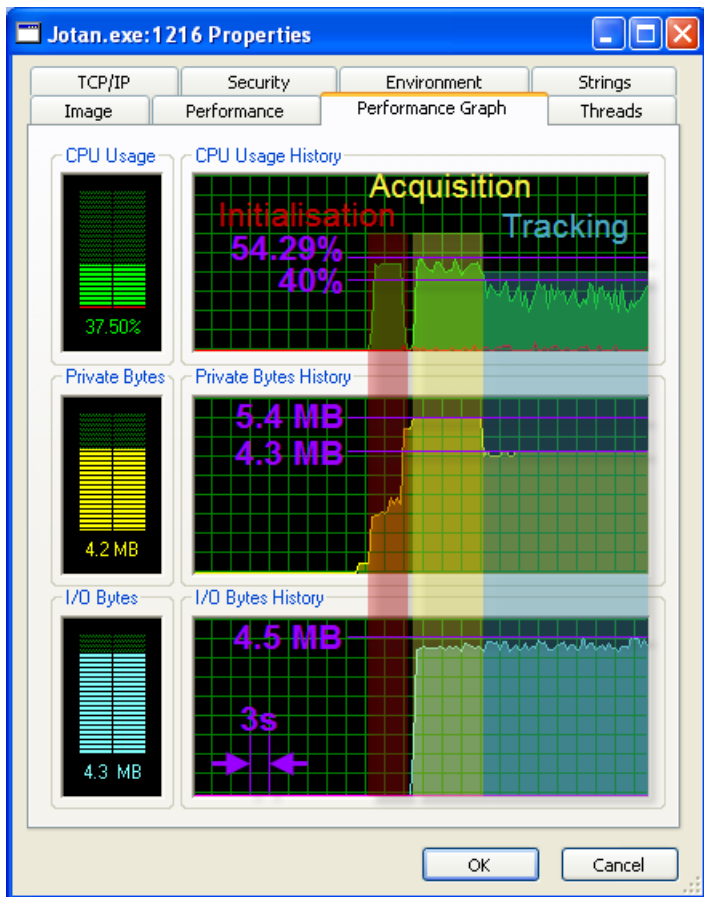 Jotan.exe:1216 Properties
TCP/IP Security Environment Strings
Image Performance Performance Graph Threads
CPU Usage
37.50%
CPU Usage History
Acquisition
Initialisation
Tracking
54.29%
40%
Private Bytes
4.2 MB
Private Bytes History
5.4 MB
4.3 MB
I/O Bytes
4.3 MB
I/O Bytes History
4.5 MB
3s
OK Cancel